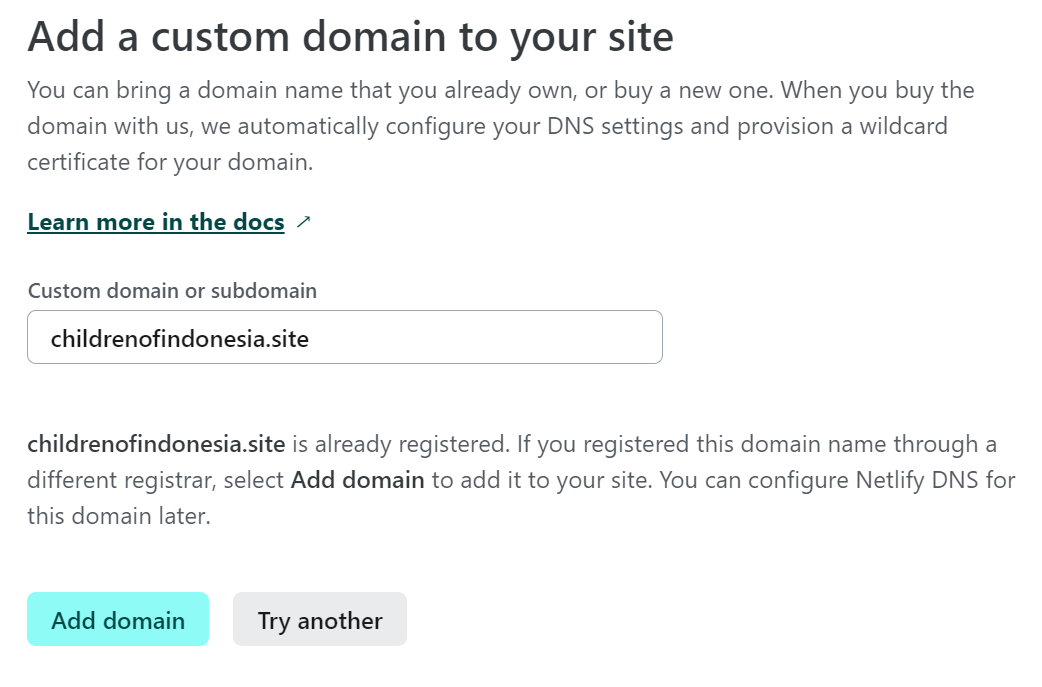 Add a custom domain to your site
You can bring a domain name that you already own, or buy a new one. When you buy the
domain with us, we automatically configure your DNS settings and provision a wildcard
certificate for your domain.
Learn more in the docs ↗
Custom domain or subdomain
childrenofindonesia.site
childrenofindonesia.site is already registered. If you registered this domain name through a
different registrar, select Add domain to add it to your site. You can configure Netlify DNS for
this domain later.
Add domain Try another